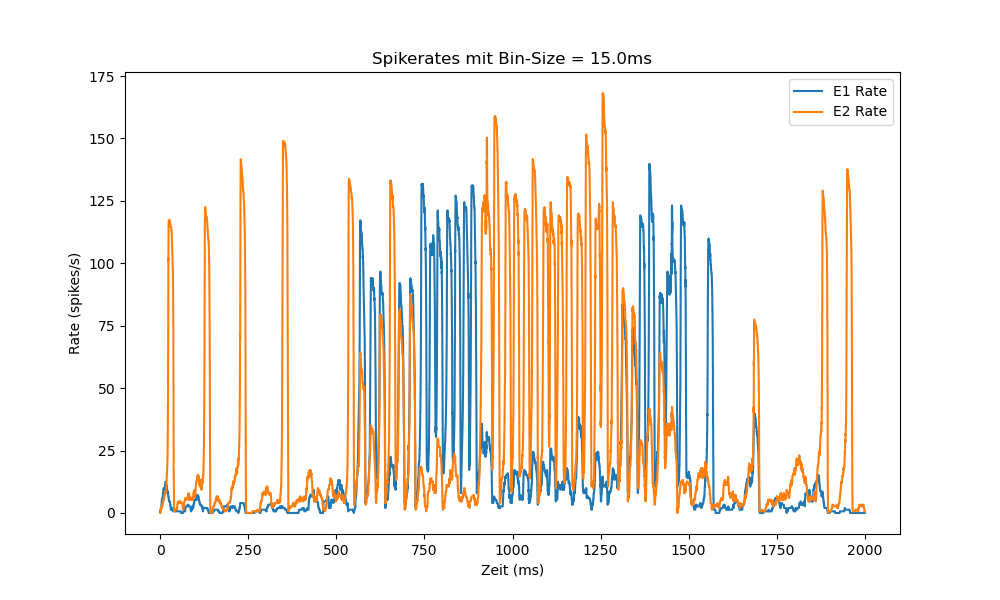 Spikerates mit Bin-Size = 15.0ms
E1 Rate
E2 Rate
175
150
125
100
75
50
25
0
Rate (spikes/s)
0 250 500 750 1000 1250 1500 1750 2000
Zeit (ms)